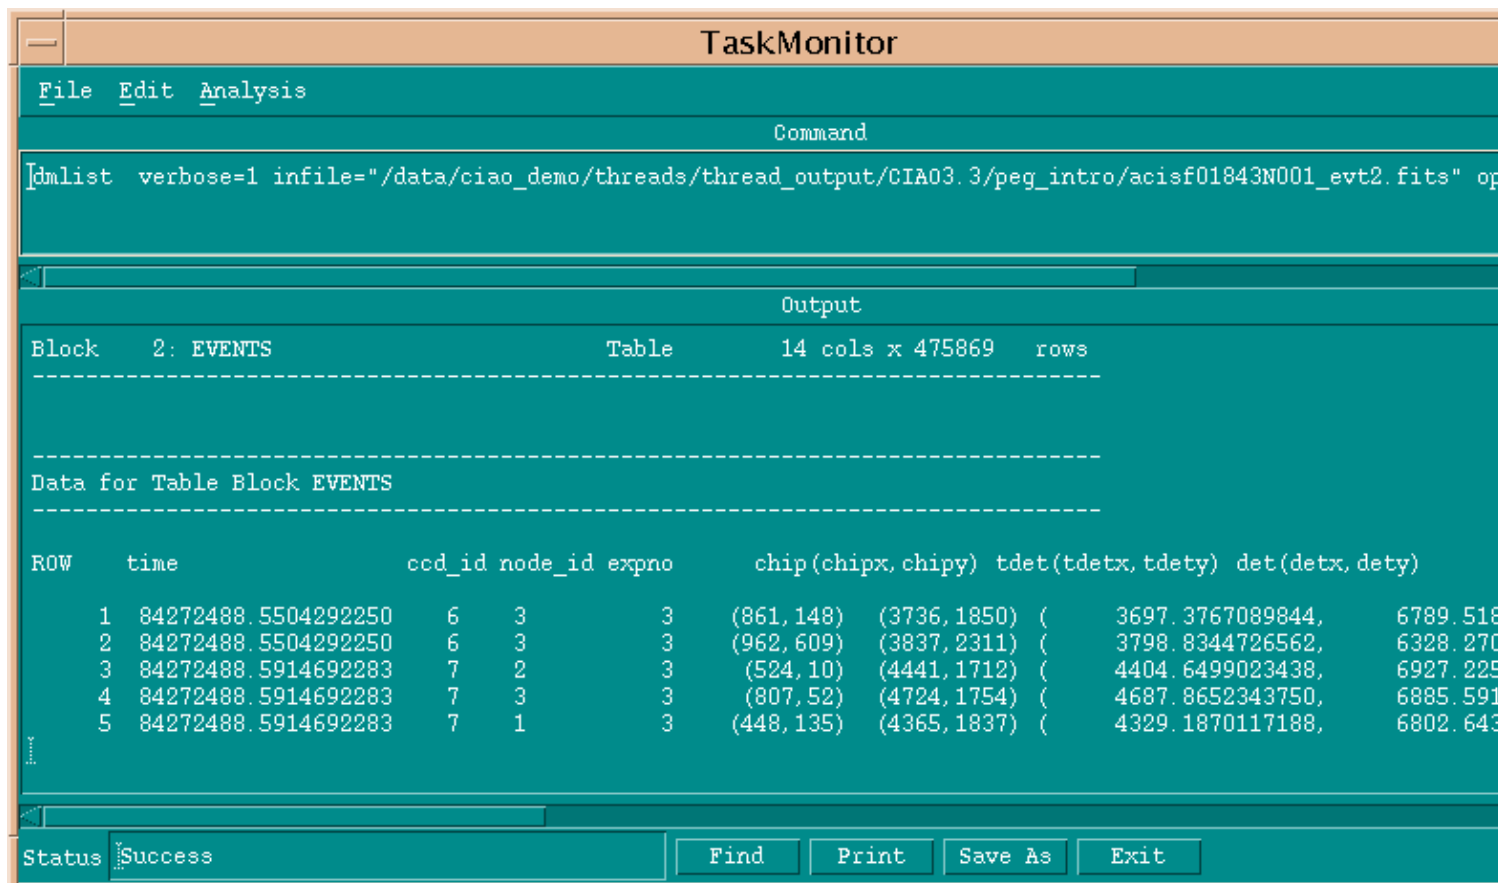 TaskMonitor
File Edit Analysis
Command
dmlist verbose=1 infile="/data/ciao_demo/threads/thread_output/CIAO3.3/peg_intro/acisf01843N001_evt2.fits" op
Output
Block 2: EVENTS Table 14 cols x 475869 rows
--------------------------------------------------------------------------------
--------------------------------------------------------------------------------
Data for Table Block EVENTS
--------------------------------------------------------------------------------
ROW time ccd_id node_id expno chip(chipx,chipy) tdet(tdetx,tdety) det(detx,dety)
1 84272488.5504292250 6 3 3 (861,148) (3736,1850) ( 3697.3767089844, 6789.518
2 84272488.5504292250 6 3 3 (962,609) (3837,2311) ( 3798.8344726562, 6328.270
3 84272488.5914692283 7 2 3 (524,10) (4441,1712) ( 4404.6499023438, 6927.225
4 84272488.5914692283 7 3 3 (807,52) (4724,1754) ( 4687.8652343750, 6885.591
5 84272488.5914692283 7 1 3 (448,135) (4365,1837) ( 4329.1870117188, 6802.643
Status Success Find Print Save As Exit